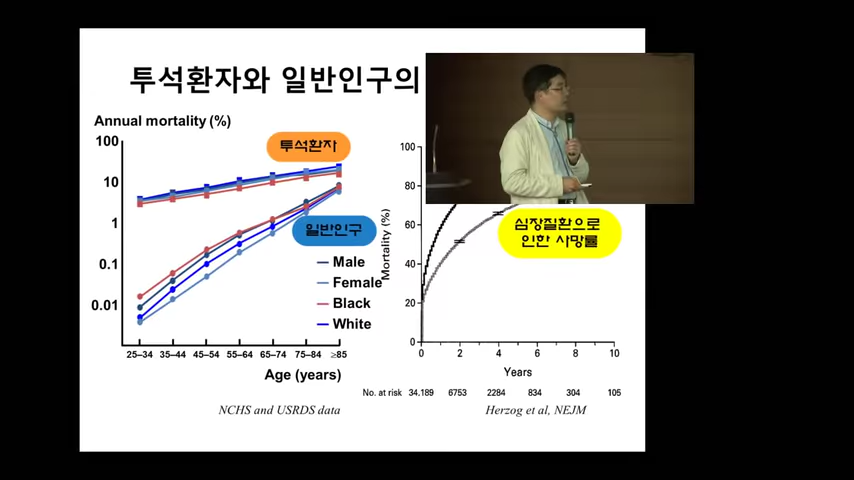 투석환자와 일반인구의
Annual mortality (%)
100
10
1
0.1
0.01
투석환자
일반인구
Male
Female
Black
White
25–34 35–44 45–54 55–64 65–74 75–84 ≥85
Age (years)
NCHS and USRDS data
Mortality (%)
100
80
60
40
20
0
심장질환으로
인한 사망률
0 2 4 6 8 10
Years
No. at risk 34.189 6753 2284 834 304 105
Herzog et al, NEJM